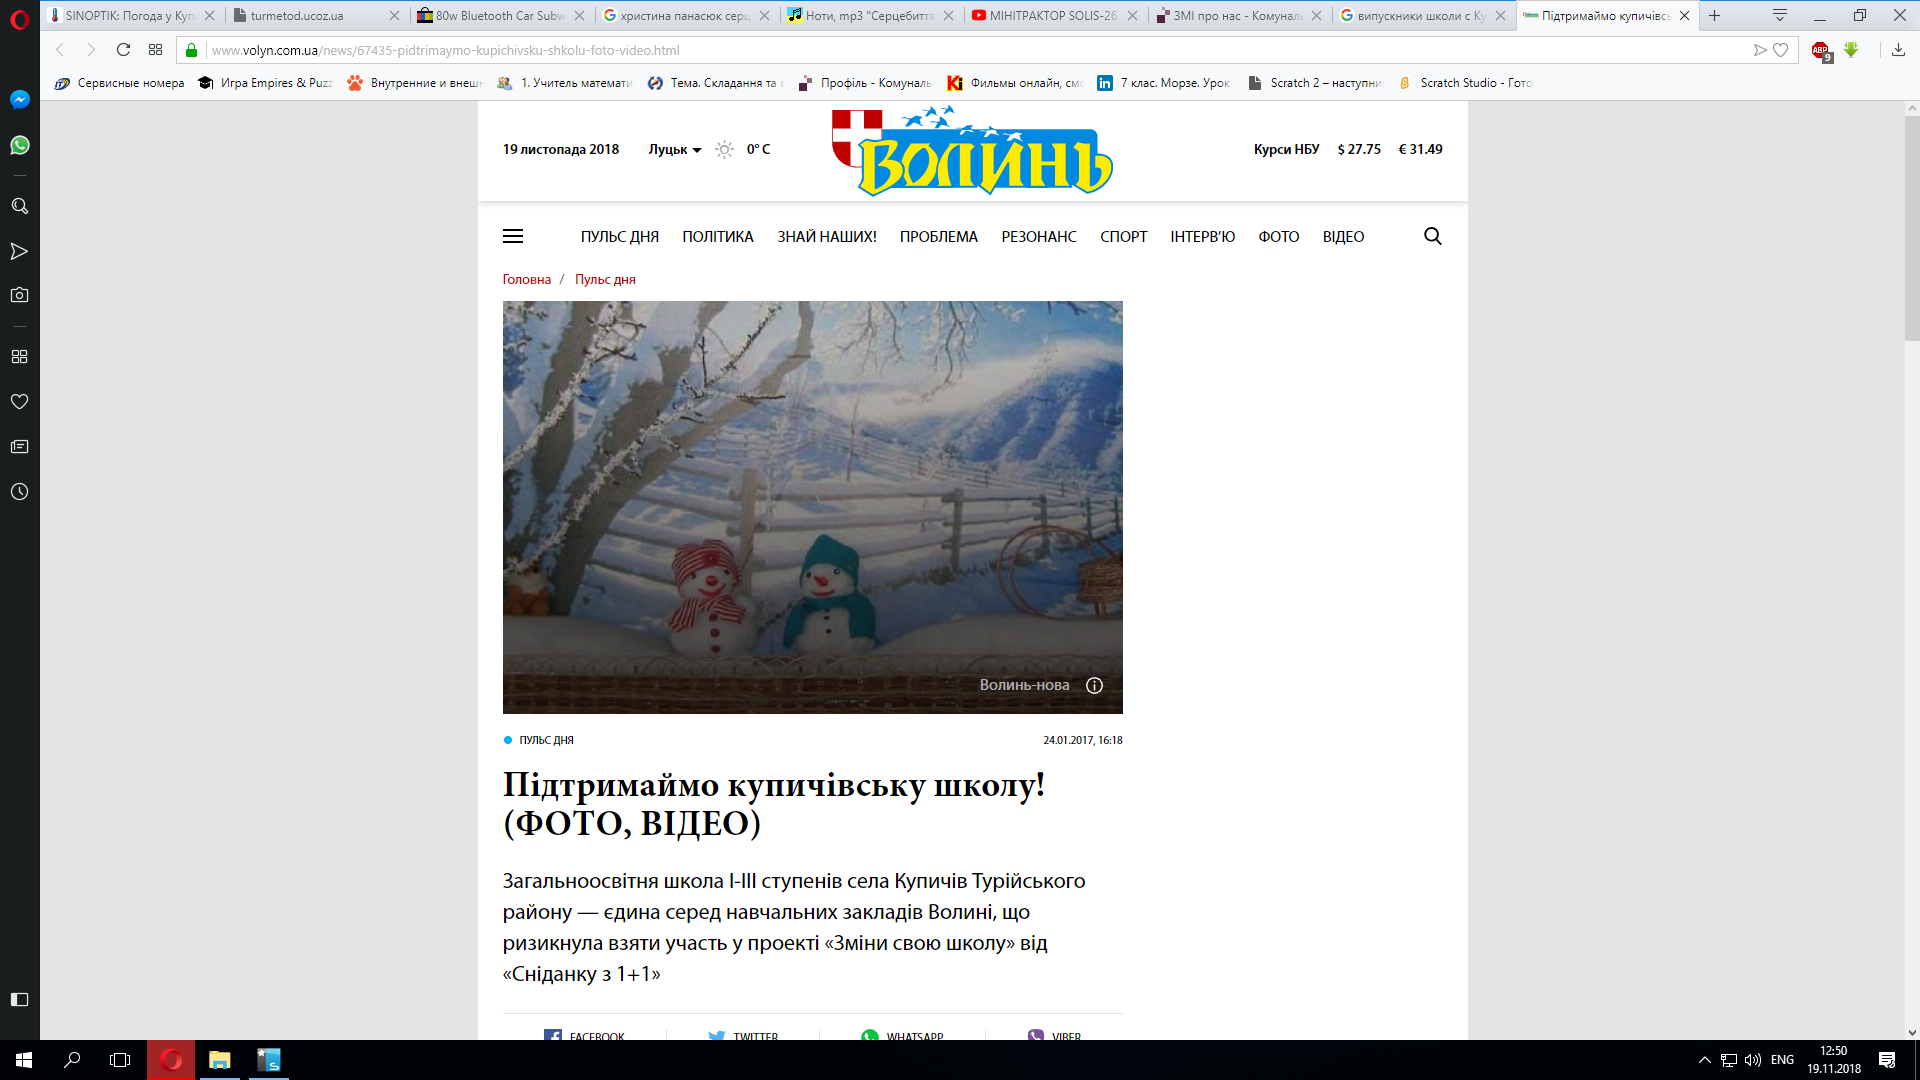 SINOPTIK: Погода у Купи
turmetod.ucoz.ua
80w Bluetooth Car Subw
христина панасюк серц
Ноти, mp3 "Серцебиття
МІНІТРАКТОР SOLIS-26
ЗМІ про нас - Комуналь
випускники школи с Ку
Підтримаймо купичівсь
www.volyn.com.ua/news/67435-pidtrimaymo-kupichivsku-shkolu-foto-video.html
ABP
9
Сервисные номера
Игра Empires & Puzz
Внутренние и внеш
1. Учитель математи
Тема. Складання та в
Профіль - Комуналь
Фильмы онлайн, смо
7 клас. Морзе. Урок
Scratch 2 – наступни
Scratch Studio - Гото
19 листопада 2018
Луцьк
0° C
ВОЛИНЬ
Курси НБУ
$ 27.75
€ 31.49
ПУЛЬС ДНЯ
ПОЛІТИКА
ЗНАЙ НАШИХ!
ПРОБЛЕМА
РЕЗОНАНС
СПОРТ
ІНТЕРВ'Ю
ФОТО
ВІДЕО
Головна / Пульс дня
Волинь-нова
ПУЛЬС ДНЯ
24.01.2017, 16:18
Підтримаймо купичівську школу!
(ФОТО, ВІДЕО)
Загальноосвітня школа І-ІІІ ступенів села Купичів Турійського
району — єдина серед навчальних закладів Волині, що
ризикнула взяти участь у проекті «Зміни свою школу» від
«Сніданку з 1+1»
FACEBOOK
TWITTER
WHATSAPP
VIBER
ENG
12:50
19.11.2018